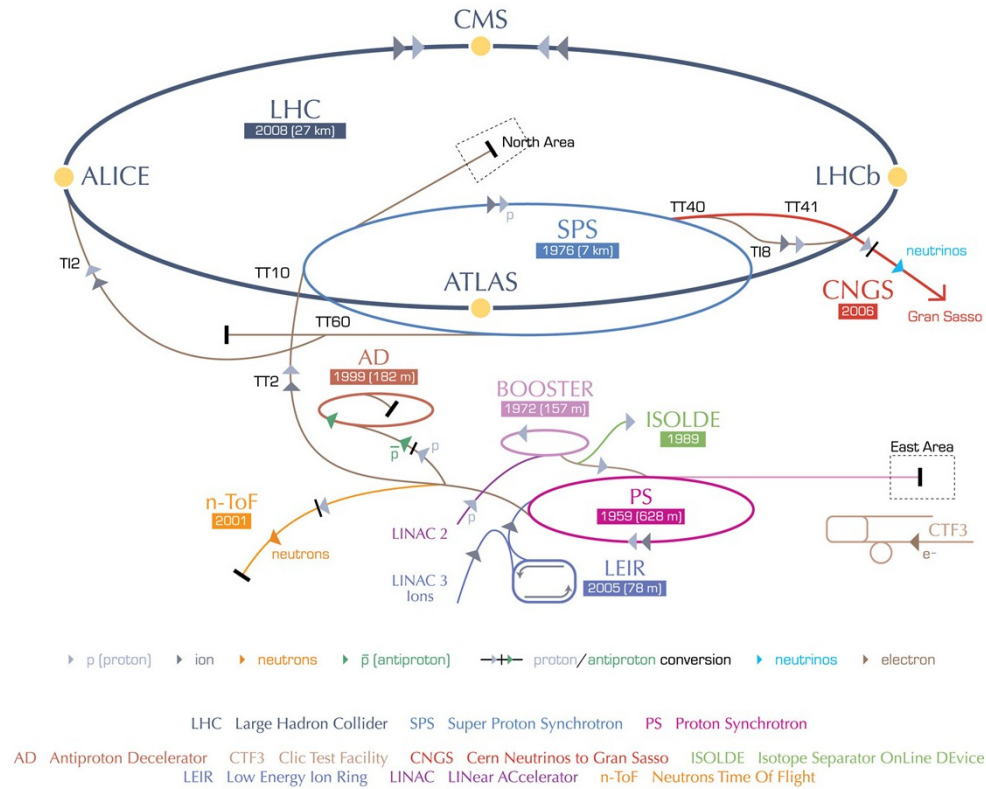 CMS
LHC
2008 (27 km)
North Area
ALICE
LHCb
TT40
TT41
p
SPS
1976 (7 km)
TI8
neutrinos
TI2
TT10
ATLAS
CNGS
2006
Gran Sasso
TT60
AD
1999 (182 m)
TT2
BOOSTER
1972 (157 m)
ISOLDE
1989
p̅
p
East Area
n-ToF
2001
PS
1959 (628 m)
p
LINAC 2
neutrons
CTF3
e-
LEIR
2005 (78 m)
LINAC 3
Ions
p (proton)
ion
neutrons
p̅ (antiproton)
proton/antiproton conversion
neutrinos
electron
LHC Large Hadron Collider SPS Super Proton Synchrotron PS Proton Synchrotron
AD Antiproton Decelerator CTF3 Clic Test Facility CNGS Cern Neutrinos to Gran Sasso ISOLDE Isotope Separator OnLine DEvice
LEIR Low Energy Ion Ring LINAC LINear ACcelerator n-ToF Neutrons Time Of Flight